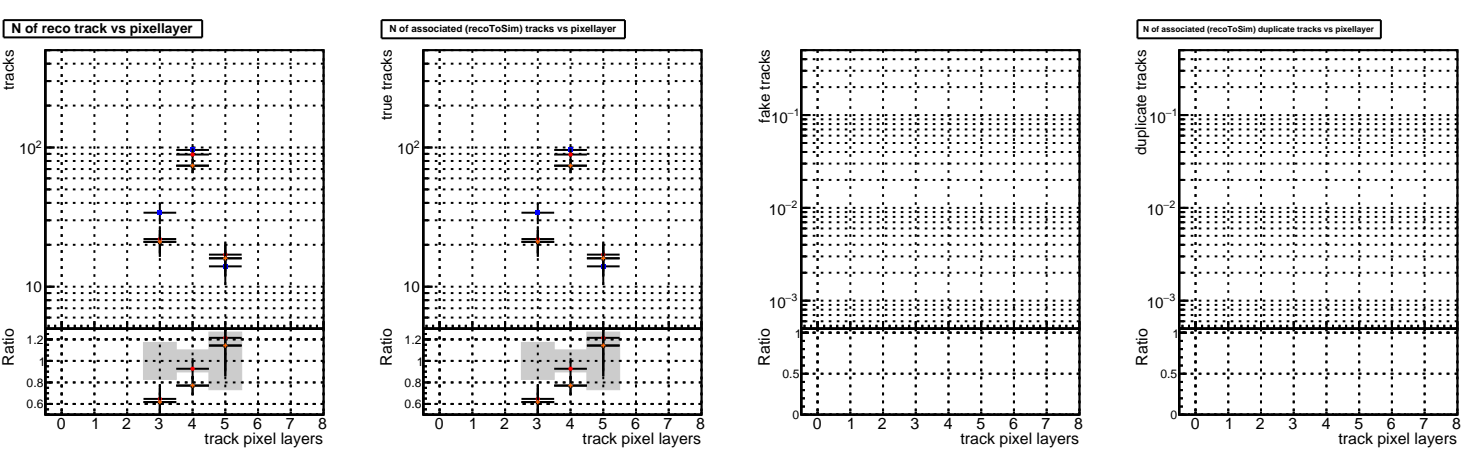 N of reco track vs pixellayer
tracks
10²
10
Ratio
1.2
1
0.8
0.6
0 1 2 3 4 5 6 7 8
track pixel layers
N of associated (recoToSim) tracks vs pixellayer
true tracks
10²
10
Ratio
1.2
1
0.8
0.6
0 1 2 3 4 5 6 7 8
track pixel layers
fake tracks
10⁻¹
10⁻²
10⁻³
Ratio
1
0.5
0
0 1 2 3 4 5 6 7 8
track pixel layers
N of associated (recoToSim) duplicate tracks vs pixellayer
duplicate tracks
10⁻¹
10⁻²
10⁻³
Ratio
1
0.5
0
0 1 2 3 4 5 6 7 8
track pixel layers